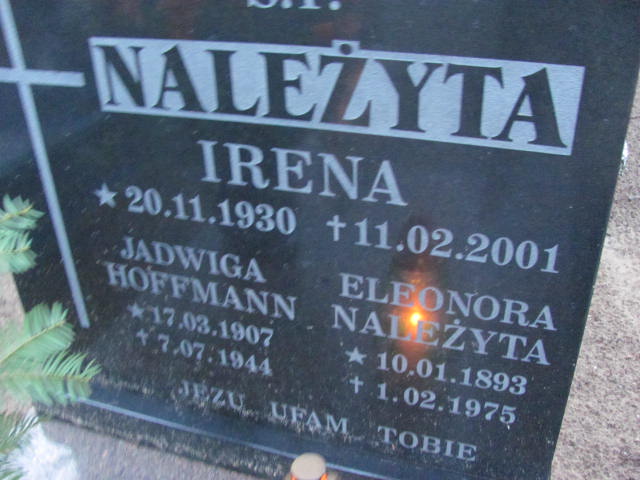 Ś.P.
NALEŻYTA
IRENA
★ 20.11.1930 † 11.02.2001
JADWIGA
HOFFMANN
★ 17.03.1907
† 7.07.1944
ELEONORA
NALEŻYTA
★ 10.01.1893
† 1.02.1975
JEZU UFAM TOBIE